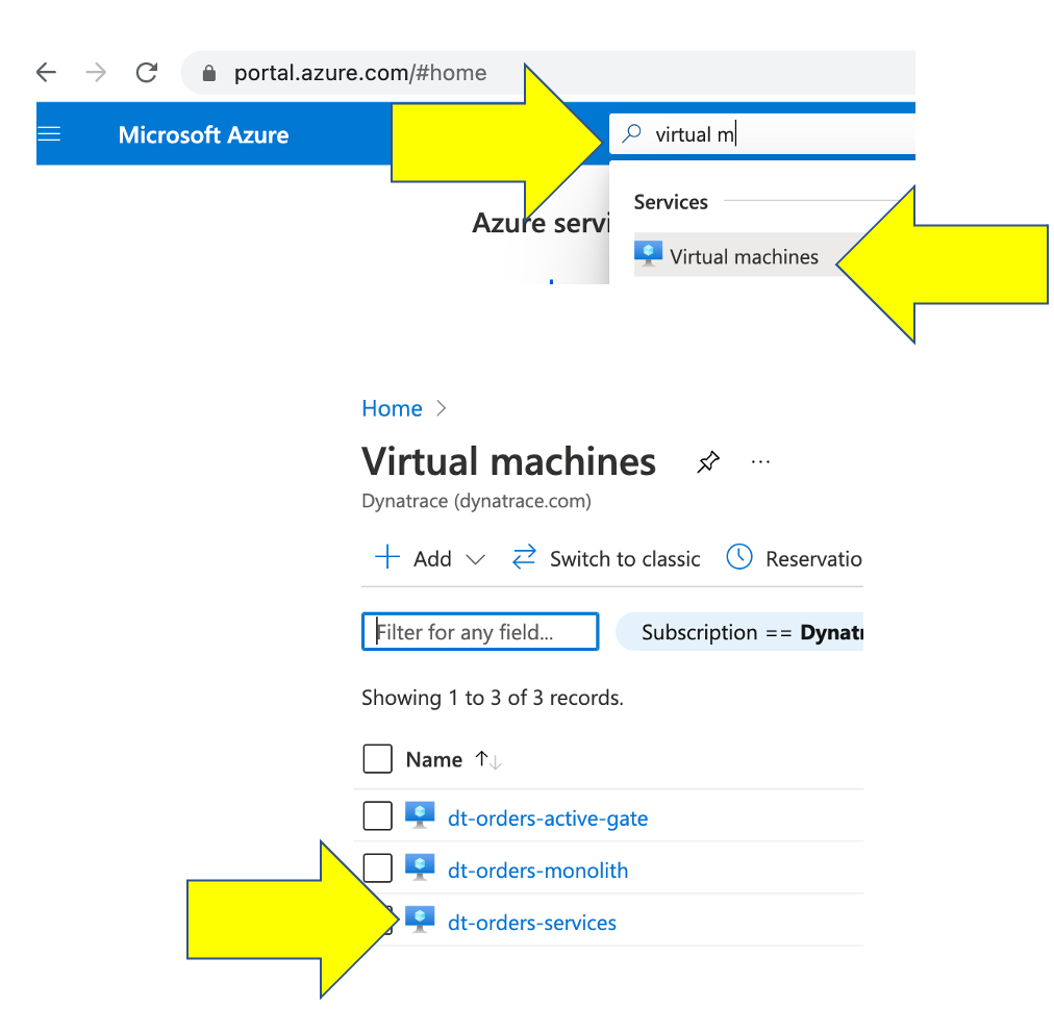 portal.azure.com/#home
Microsoft Azure
virtual m
Azure servi
Services
Virtual machines
Home >
Virtual machines
Dynatrace (dynatrace.com)
Add
Switch to classic
Reservatio
Filter for any field...
Subscription == Dynatr
Showing 1 to 3 of 3 records.
Name ↑↓
dt-orders-active-gate
dt-orders-monolith
dt-orders-services